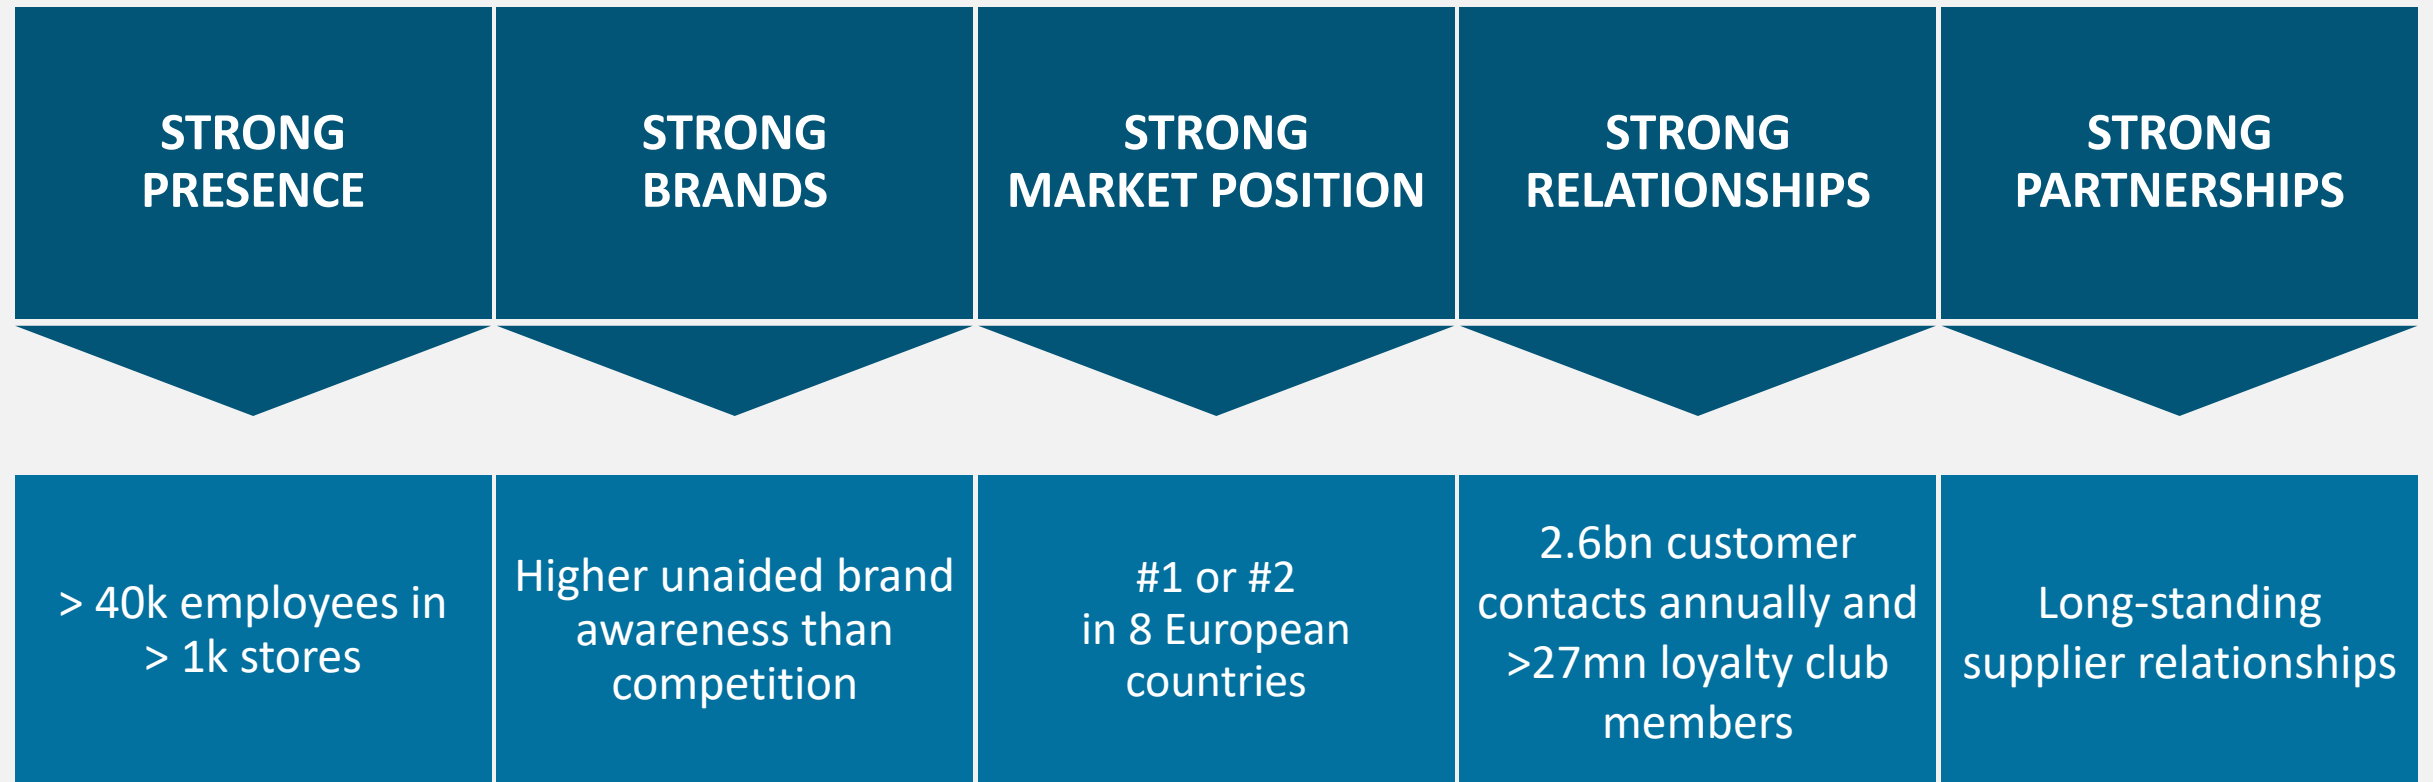 STRONG
PRESENCE
STRONG
BRANDS
STRONG
MARKET POSITION
STRONG
RELATIONSHIPS
STRONG
PARTNERSHIPS
> 40k employees in
> 1k stores
Higher unaided brand
awareness than
competition
#1 or #2
in 8 European
countries
2.6bn customer
contacts annually and
>27mn loyalty club
members
Long-standing
supplier relationships